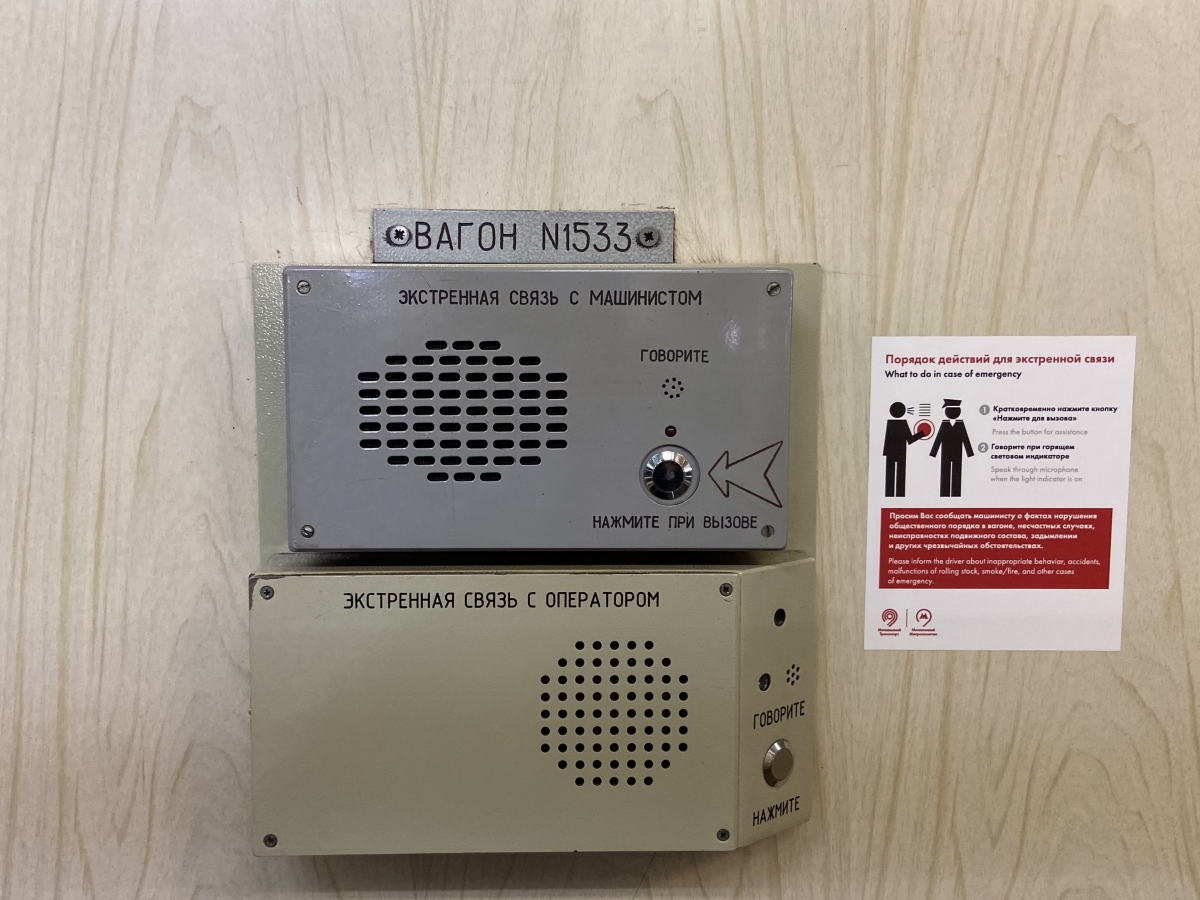 ВАГОН N1533
ЭКСТРЕННАЯ СВЯЗЬ С МАШИНИСТОМ
ГОВОРИТЕ
НАЖМИТЕ ПРИ ВЫЗОВЕ
ЭКСТРЕННАЯ СВЯЗЬ С ОПЕРАТОРОМ
ГОВОРИТЕ
НАЖМИТЕ
Порядок действий для экстренной связи
What to do in case of emergency
1 Кратковременно нажмите кнопку
«Нажмите для вызова»
Press the button for assistance
2 Говорите при горящем
световом индикаторе
Speak through microphone
when the light indicator is on
Просим Вас сообщать машинисту о фактах нарушения
общественного порядка в вагоне, несчастных случаях,
неисправностях подвижного состава, задымлении
и других чрезвычайных обстоятельствах.
Please inform the driver about inappropriate behavior, accidents,
malfunctions of rolling stock, smoke/fire, and other cases
of emergency.
Московский
Транспорт
Московский
Метрополитен